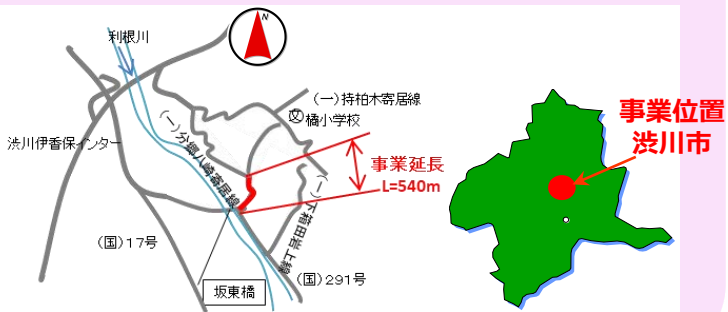 利根川
N
(一)持柏木寄居線
橘小学校
渋川伊香保インター
(一)分郷八崎寄居線
事業延長
L=540m
(一)下箱田岩上線
(国)17号
(国)291号
坂東橋
事業位置
渋川市